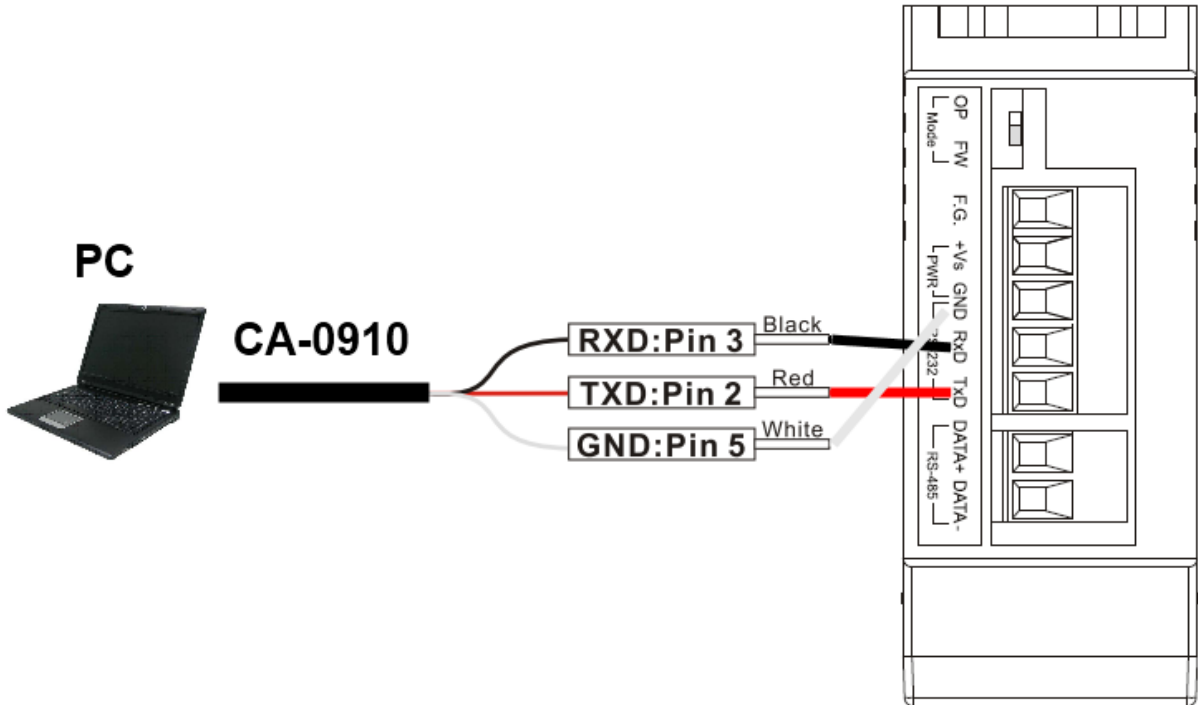 PC
CA-0910
RXD:Pin 3
Black
TXD:Pin 2
Red
GND:Pin 5
White
OP FW
Mode
F.G.
+Vs GND
PWR
RxD TxD
232
DATA+ DATA-
RS-485